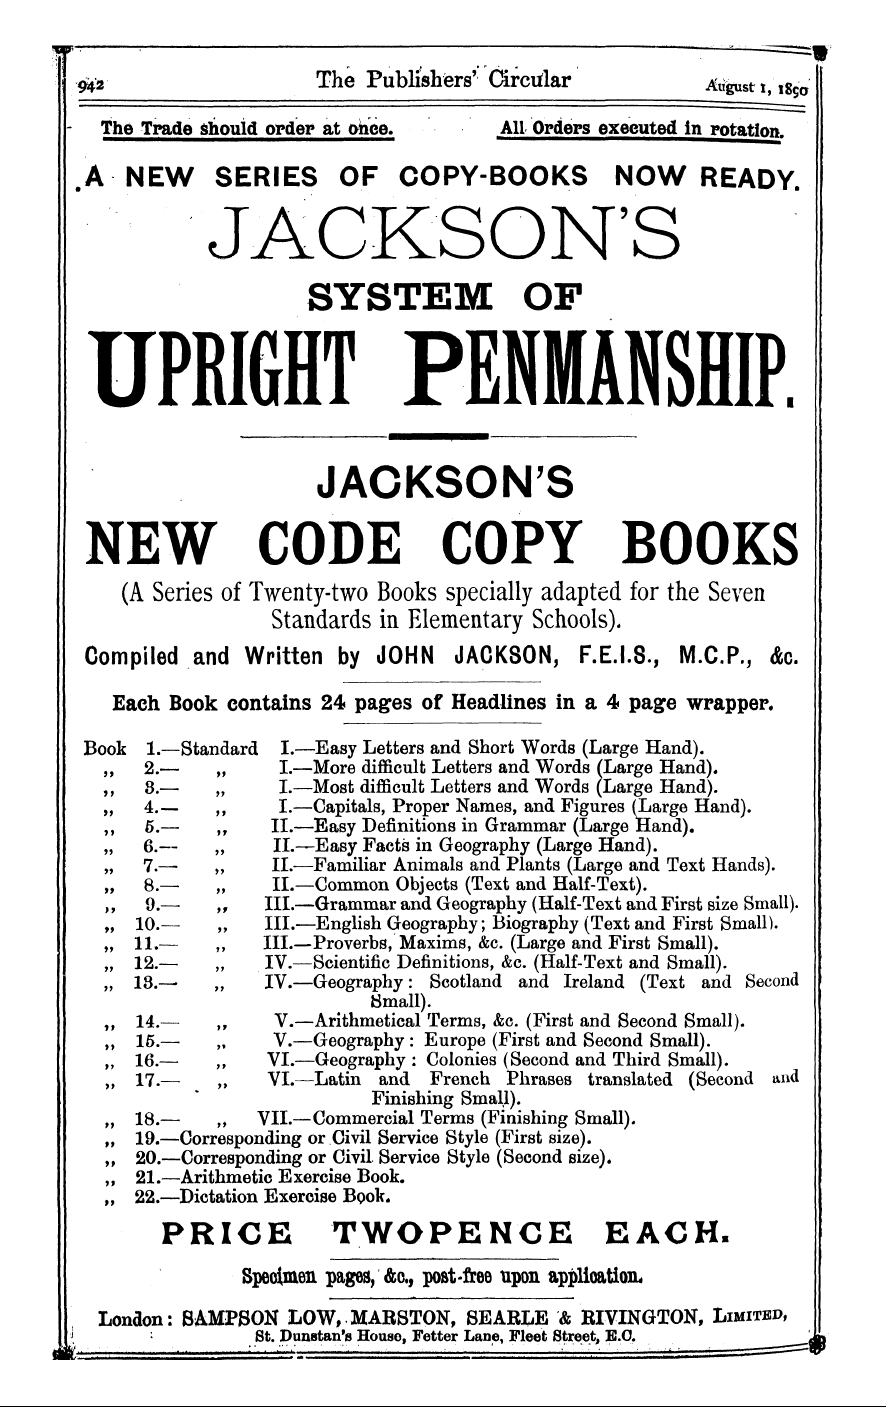 942 The Publishers' Circular August 1, 1890
The Trade should order at once. All Orders executed in rotation.
A NEW SERIES OF COPY-BOOKS NOW READY.
JACKSON'S
SYSTEM OF
UPRIGHT PENMANSHIP.
JACKSON'S
NEW CODE COPY BOOKS
(A Series of Twenty-two Books specially adapted for the Seven
Standards in Elementary Schools).
Compiled and Written by JOHN JACKSON, F.E.I.S., M.C.P., &c.
Each Book contains 24 pages of Headlines in a 4 page wrapper.
Book 1.—Standard I.—Easy Letters and Short Words (Large Hand).
„ 2.— „ I.—More difficult Letters and Words (Large Hand).
„ 3.— „ I.—Most difficult Letters and Words (Large Hand).
„ 4.— „ I.—Capitals, Proper Names, and Figures (Large Hand).
„ 5.— „ II.—Easy Definitions in Grammar (Large Hand).
„ 6.— „ II.—Easy Facts in Geography (Large Hand).
„ 7.— „ II.—Familiar Animals and Plants (Large and Text Hands).
„ 8.— „ II.—Common Objects (Text and Half-Text).
„ 9.— „ III.—Grammar and Geography (Half-Text and First size Small).
„ 10.— „ III.—English Geography; Biography (Text and First Small).
„ 11.— „ III.—Proverbs, Maxims, &c. (Large and First Small).
„ 12.— „ IV.—Scientific Definitions, &c. (Half-Text and Small).
„ 13.— „ IV.—Geography: Scotland and Ireland (Text and Second
Small).
„ 14.— „ V.—Arithmetical Terms, &c. (First and Second Small).
„ 15.— „ V.—Geography: Europe (First and Second Small).
„ 16.— „ VI.—Geography: Colonies (Second and Third Small).
„ 17.— „ VI.—Latin and French Phrases translated (Second and
Finishing Small).
„ 18.— „ VII.—Commercial Terms (Finishing Small).
„ 19.—Corresponding or Civil Service Style (First size).
„ 20.—Corresponding or Civil Service Style (Second size).
„ 21.—Arithmetic Exercise Book.
„ 22.—Dictation Exercise Book.
PRICE TWOPENCE EACH.
Specimen pages, &c., post-free upon application.
London: SAMPSON LOW, MARSTON, SEARLE & RIVINGTON, LIMITED,
St. Dunstan's House, Fetter Lane, Fleet Street, E.C.